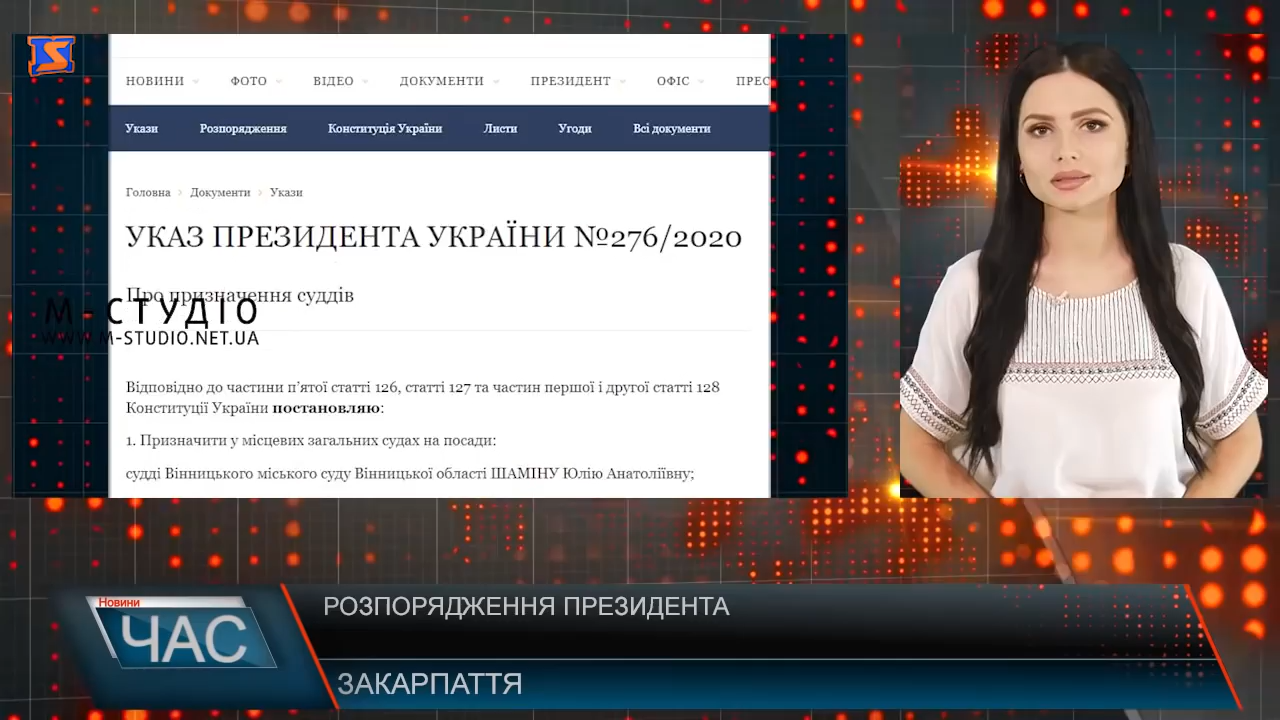 НОВИНИ ФОТО ВІДЕО ДОКУМЕНТИ ПРЕЗИДЕНТ ОФІС ПРЕС
Укази Розпорядження Конституція України Листи Угоди Всі документи
Головна Документи Укази
УКАЗ ПРЕЗИДЕНТА УКРАЇНИ №276/2020
Про призначення суддів
М-СТУДІО
WWW.M-STUDIO.NET.UA
Відповідно до частини п’ятої статті 126, статті 127 та частин першої і другої статті 128
Конституції України постановляю:
1. Призначити у місцевих загальних судах на посади:
судді Вінницького міського суду Вінницької області ШАМІНУ Юлію Анатоліївну;
Новини
ЧАС
РОЗПОРЯДЖЕННЯ ПРЕЗИДЕНТА
ЗАКАРПАТТЯ